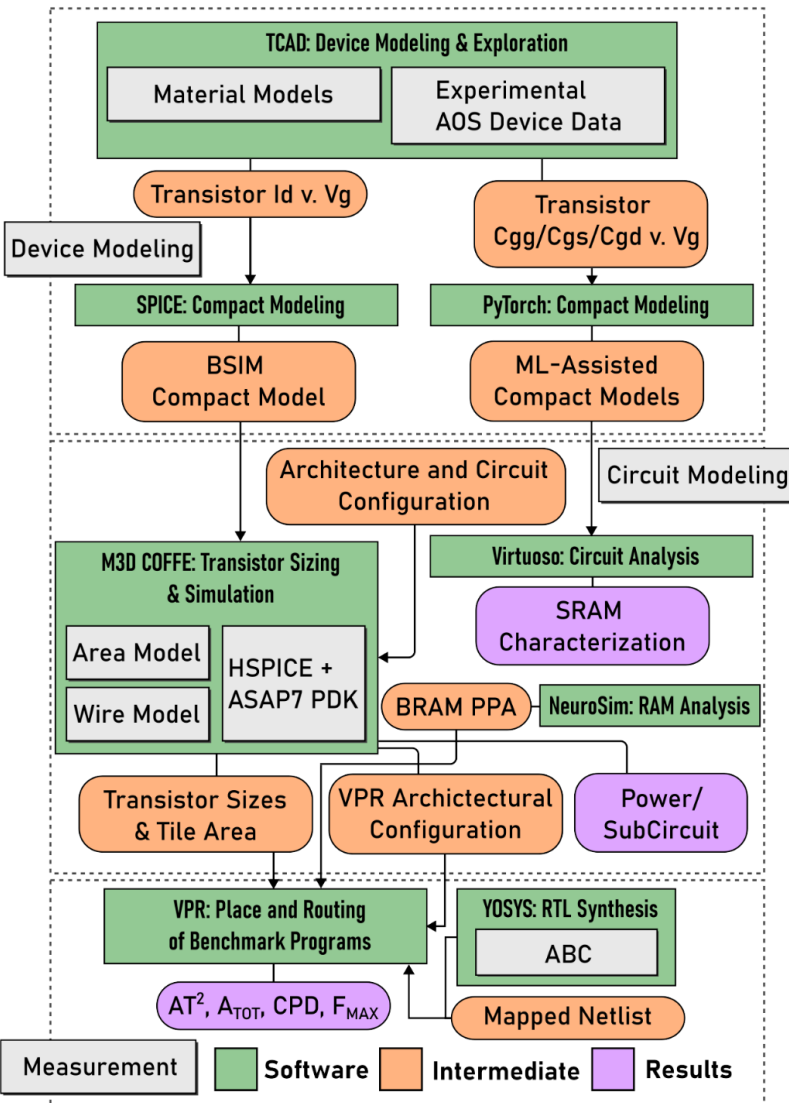 TCAD: Device Modeling & Exploration
Material Models
Experimental
AOS Device Data
Transistor Id v. Vg
Transistor
Cgg/Cgs/Cgd v. Vg
Device Modeling
SPICE: Compact Modeling
PyTorch: Compact Modeling
BSIM
Compact Model
ML-Assisted
Compact Models
Architecture and Circuit
Configuration
Circuit Modeling
M3D COFFE: Transistor Sizing
& Simulation
Virtuoso: Circuit Analysis
SRAM
Characterization
Area Model
HSPICE +
ASAP7 PDK
Wire Model
BRAM PPA
NeuroSim: RAM Analysis
Transistor Sizes
& Tile Area
VPR Archictectural
Configuration
Power/
SubCircuit
VPR: Place and Routing
of Benchmark Programs
YOSYS: RTL Synthesis
ABC
AT², A_TOT, CPD, F_MAX
Mapped Netlist
Measurement
Software
Intermediate
Results